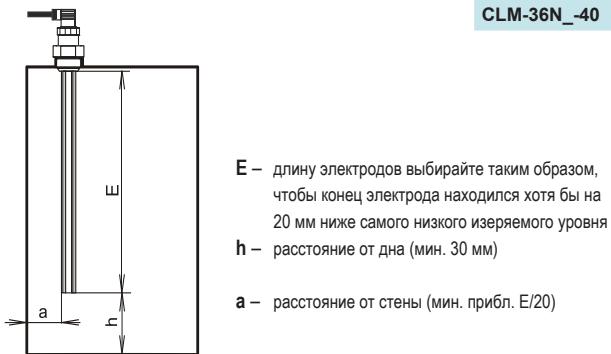 CLM-36N_-40
E – длину электродов выбирайте таким образом,
чтобы конец электрода находился хотя бы на
20 мм ниже самого низкого изеряемого уровня
h – расстояние от дна (мин. 30 мм)
a – расстояние от стены (мин. прибл. E/20)
E
a
h